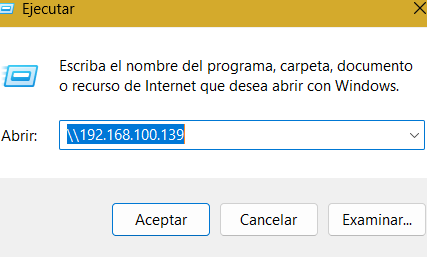 Ejecutar
Escriba el nombre del programa, carpeta, documento
o recurso de Internet que desea abrir con Windows.
Abrir:
\\192.168.100.139
Aceptar
Cancelar
Examinar...